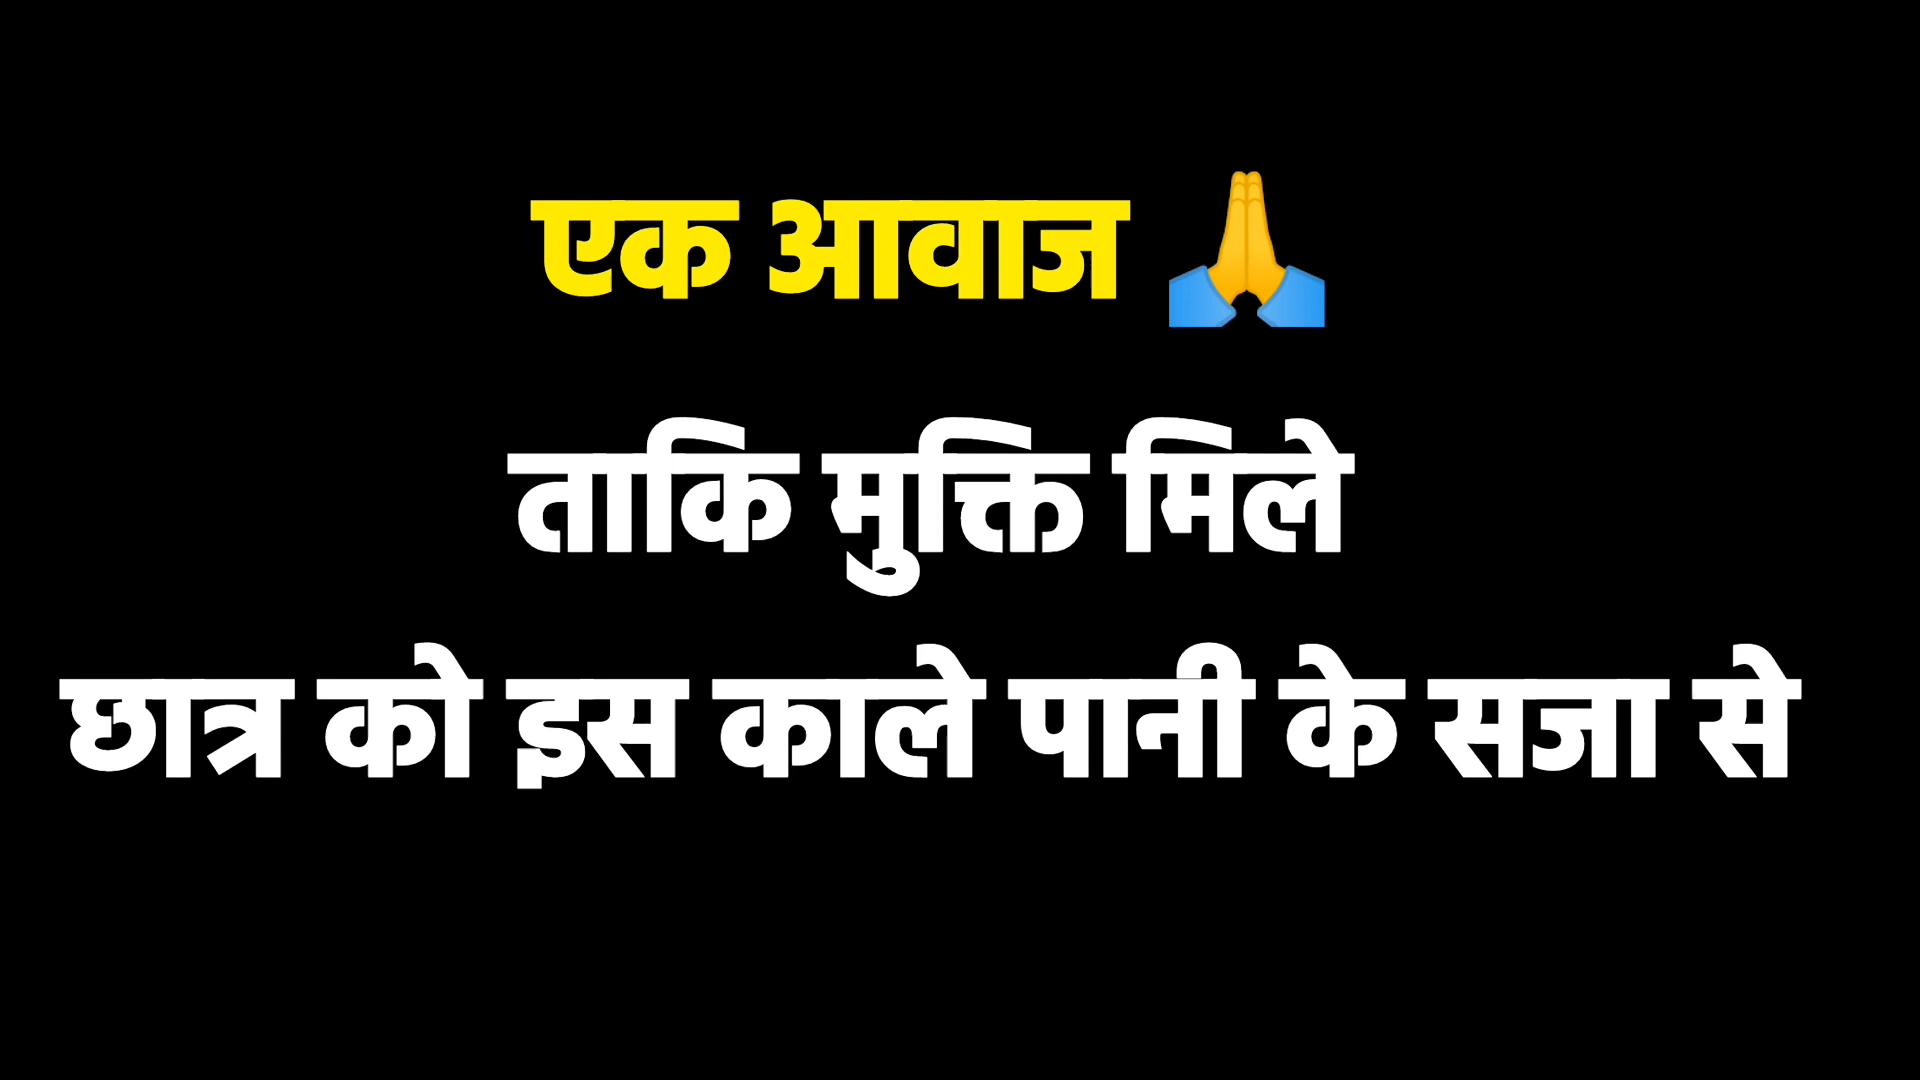 एक आवाज 🙏
ताकि मुक्ति मिले
छात्र को इस काले पानी के सजा से